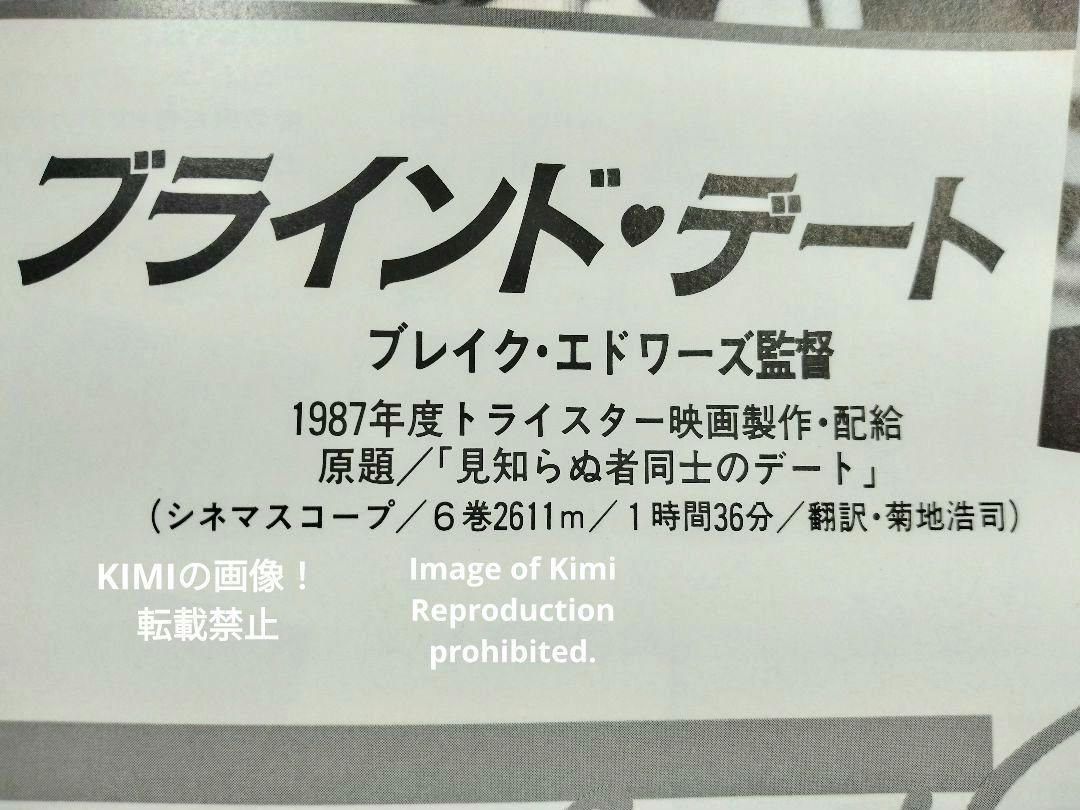 ブラインド♥デート
ブレイク・エドワーズ監督
1987年度トライスター映画製作・配給
原題／「見知らぬ者同士のデート」
（シネマスコープ／６巻2611m／１時間36分／翻訳・菊地浩司）
KIMIの画像！
転載禁止
Image of Kimi
Reproduction
prohibited.